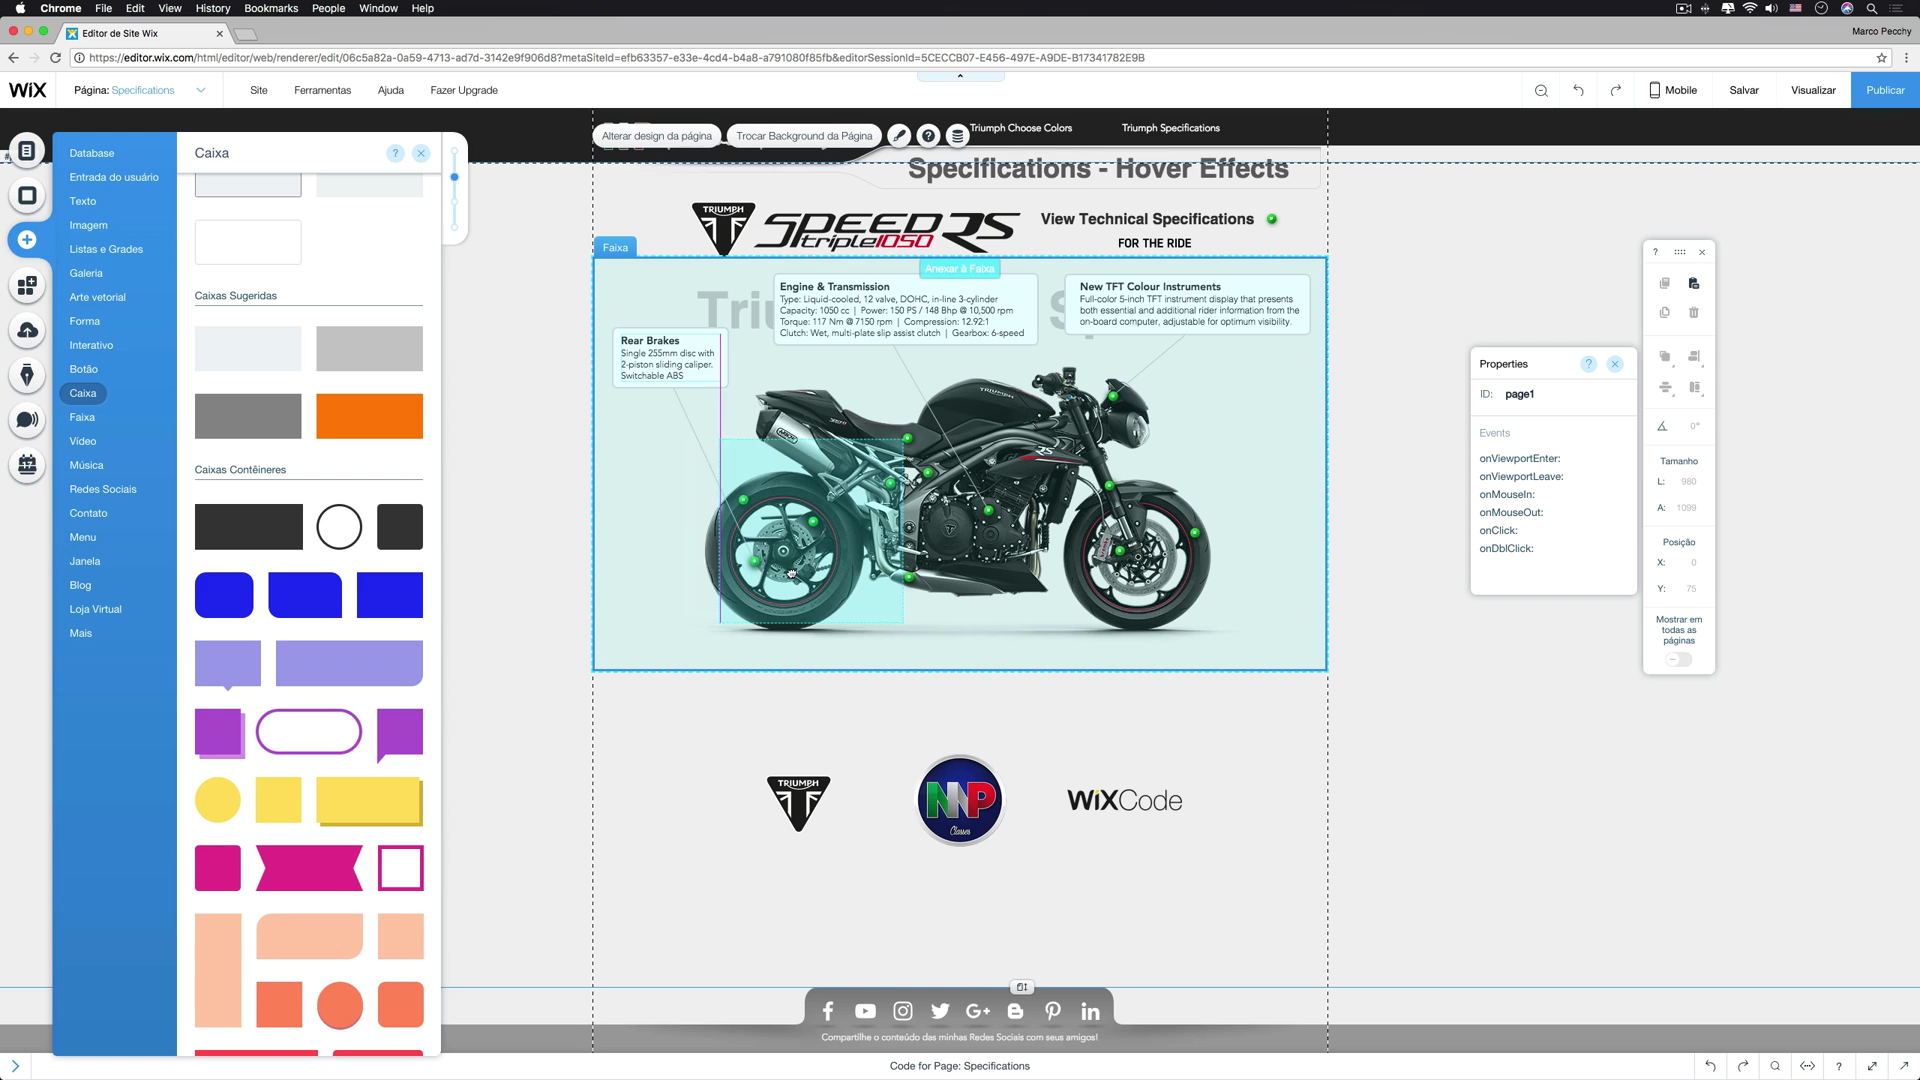 Chrome File Edit View History Bookmarks People Window Help
Editor de Site Wix
Marco Pecchy
https://editor.wix.com/html/editor/web/renderer/edit/06c5a82a-0a59-4713-ad7d-3142e9f906d8?metaSiteId=efb63357-e33e-4cd4-b4a8-a791080f85fb&editorSessionId=5CECCB07-E456-497E-A9DE-B17341782E9B
WiX
Página: Specifications
Site
Ferramentas
Ajuda
Fazer Upgrade
Mobile
Salvar
Visualizar
Publicar
Alterar design da página
Trocar Background da Página
Triumph Choose Colors
Triumph Specifications
Database
Entrada do usuário
Texto
Imagem
Listas e Grades
Galeria
Arte vetorial
Forma
Interativo
Botão
Caixa
Faixa
Vídeo
Música
Redes Sociais
Contato
Menu
Janela
Blog
Loja Virtual
Mais
Caixa
Caixas Sugeridas
Caixas Contêineres
Specifications - Hover Effects
TRIUMPH
SPEED RS
triple1050
View Technical Specifications
FOR THE RIDE
Faixa
Anexar à Faixa
Engine & Transmission
Type: Liquid-cooled, 12 valve, DOHC, in-line 3-cylinder
Capacity: 1050 cc | Power: 150 PS / 148 Bhp @ 10,500 rpm
Torque: 117 Nm @ 7150 rpm | Compression: 12.92:1
Clutch: Wet, multi-plate slip assist clutch | Gearbox: 6-speed
New TFT Colour Instruments
Full-color 5-inch TFT instrument display that presents
both essential and additional rider information from the
on-board computer, adjustable for optimum visibility.
Rear Brakes
Single 255mm disc with
2-piston sliding caliper.
Switchable ABS
TRIUMPH
RS
ARROW
Properties
ID: page1
Events
onViewportEnter:
onViewportLeave:
onMouseIn:
onMouseOut:
onClick:
onDblClick:
0°
Tamanho
L: 980
A: 1099
Posição
X: 0
Y: 75
Mostrar em
todas as
páginas
TRIUMPH
NNP
Classes
WiXCode
Compartilhe o conteúdo das minhas Redes Sociais com seus amigos!
Code for Page: Specifications